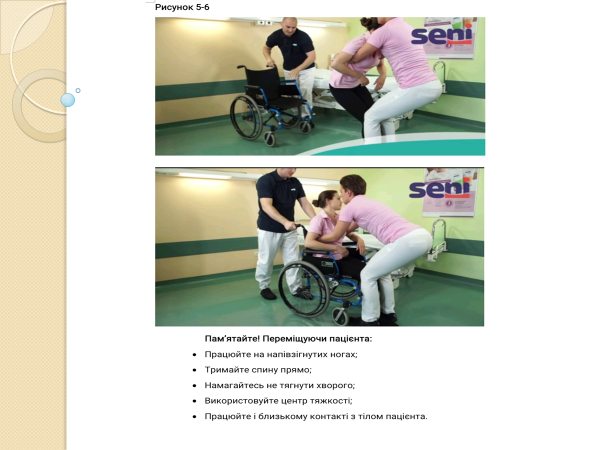 Рисунок 5-6
seni
seni
Пам'ятайте! Переміщуючи пацієнта:
• Працюйте на напівзігнутих ногах;
• Тримайте спину прямо;
• Намагайтесь не тягнути хворого;
• Використовуйте центр тяжкості;
• Працюйте і близькому контакті з тілом пацієнта.